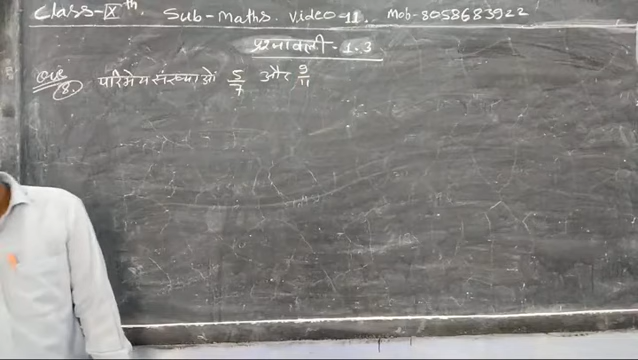 Class-IX th. Sub-Maths. Video-11. Mob-8058683922
प्रश्नावली-1.3
Que 8. परिमेय संख्याओं 5/7 और 9/11